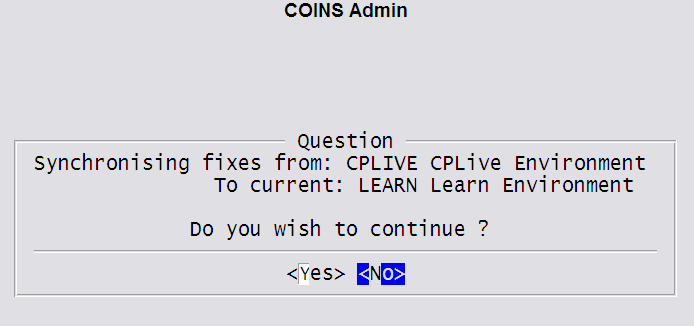 COINS Admin
Question
Synchronising fixes from: CPLIVE CPLive Environment
To current: LEARN Learn Environment
Do you wish to continue ?
<Yes> <No>